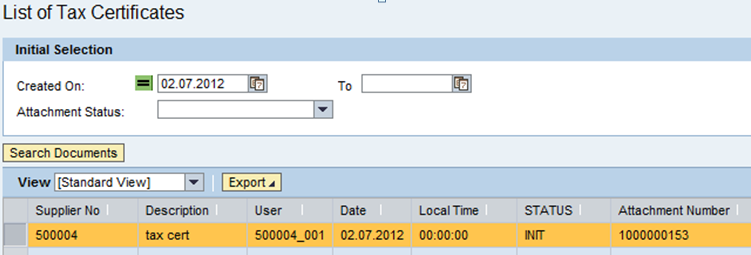 List of Tax Certificates
Initial Selection
Created On: 02.07.2012 To
Attachment Status:
Search Documents
View [Standard View] Export
Supplier No Description User Date Local Time STATUS Attachment Number
500004 tax cert 500004_001 02.07.2012 00:00:00 INIT 1000000153